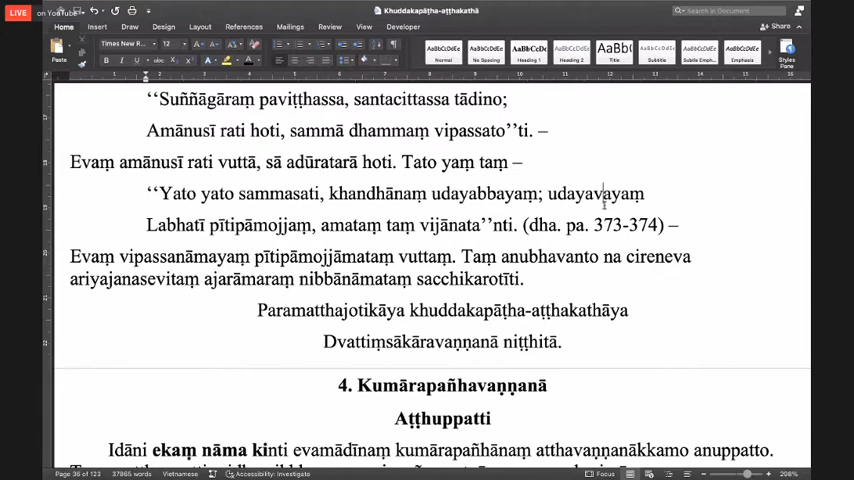 LIVE on YouTube
Khuddakapāṭha-aṭṭhakathā
Search in Document
Home Insert Draw Design Layout References Mailings Review View Developer
Share
Times New R... 12
Paste
AaBbCcDdEe AaBbCcDdEe AaBbCcDc AaBbCcDdEe AaBbC AaBbCcDdEe AaBbCcDdEe AaBbCcDdEe
Normal No Spacing Heading 1 Heading 2 Title Subtitle Subtle Emph... Emphasis
Styles Pane
‘‘Suññāgāraṃ paviṭṭhassa, santacittassa tādino;
Amānusī rati hoti, sammā dhammaṃ vipassato’’ti. –
Evaṃ amānusī rati vuttā, sā adūratarā hoti. Tato yaṃ taṃ –
‘‘Yato yato sammasati, khandhānaṃ udayabbayaṃ; udayavayaṃ
Labhatī pītipāmojjaṃ, amataṃ taṃ vijānata’’nti. (dha. pa. 373-374) –
Evaṃ vipassanāmayaṃ pītipāmojjāmataṃ vuttaṃ. Taṃ anubhavanto na cireneva
ariyajanasevitaṃ ajarāmaraṃ nibbānāmataṃ sacchikarotīti.
Paramatthajotikāya khuddakapāṭha-aṭṭhakathāya
Dvattiṃsākāravaṇṇanā niṭṭhitā.
4. Kumārapañhavaṇṇanā
Aṭṭhuppatti
Idāni ekaṃ nāma kinti evamādīnaṃ kumārapañhānaṃ atthavaṇṇanākkamo anuppatto.
Page 36 of 123 37865 words Vietnamese Accessibility: Investigate Focus 298%